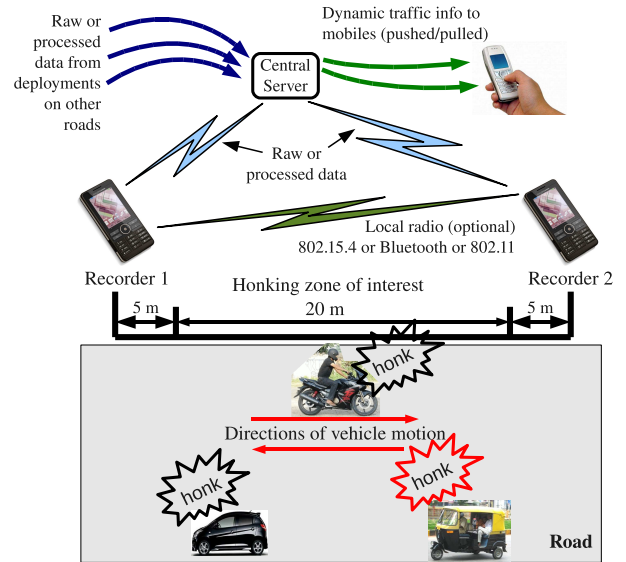 Raw or
processed
data from
deployments
on other
roads
Dynamic traffic info to
mobiles (pushed/pulled)
Central
Server
Raw or
processed data
Local radio (optional)
802.15.4 or Bluetooth or 802.11
Recorder 1
Recorder 2
Honking zone of interest
5 m
20 m
5 m
honk
Directions of vehicle motion
honk
honk
Road